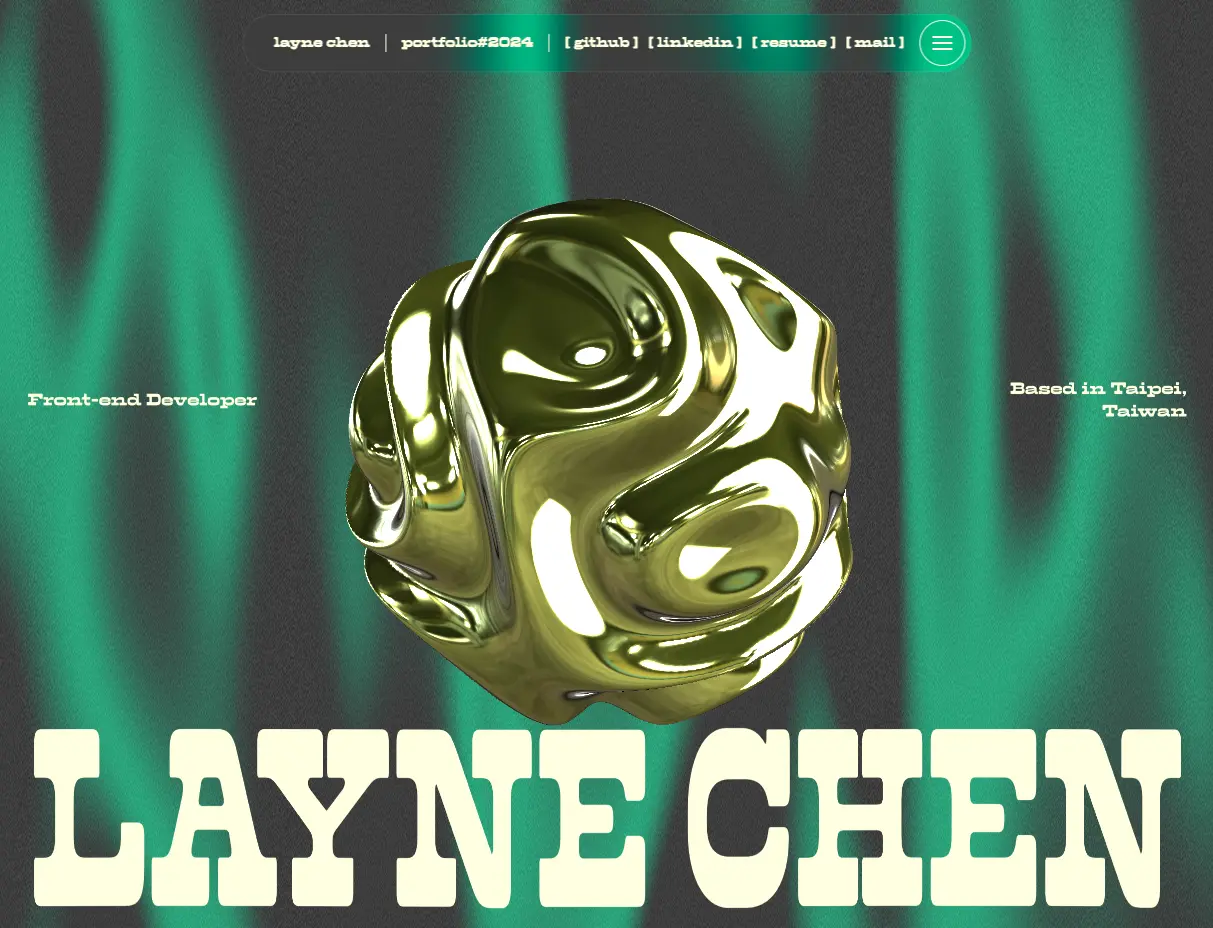 layne chen | portfolio#2024 | [ github ] [ linkedin ] [ resume ] [ mail ]
Front-end Developer
Based in Taipei,
Taiwan
LAYNE CHEN